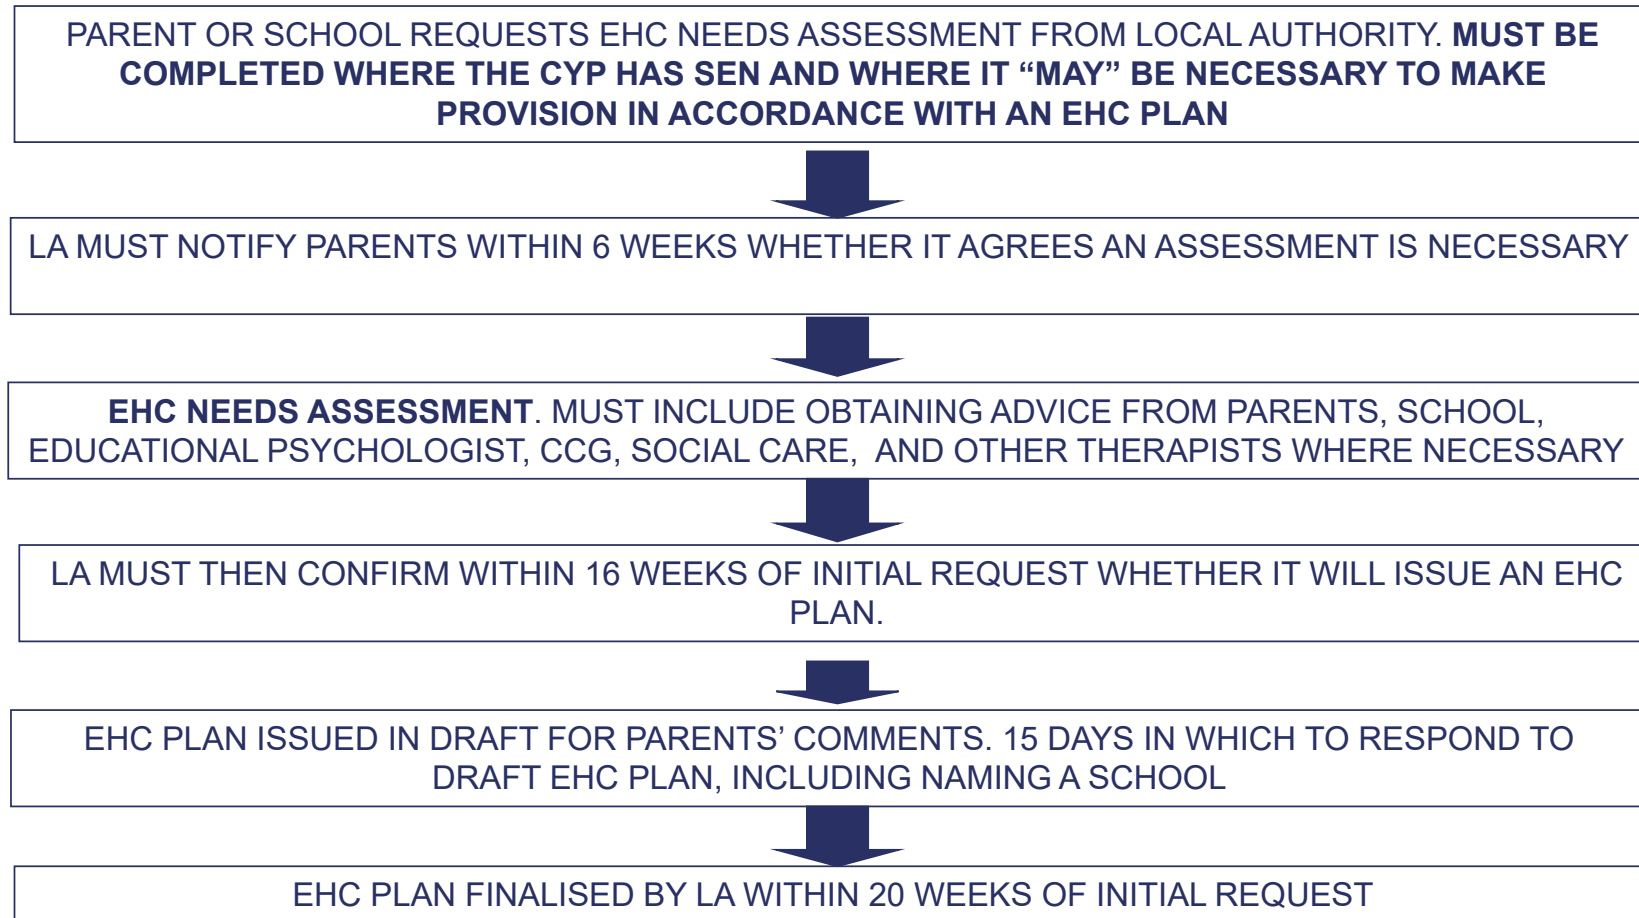 PARENT OR SCHOOL REQUESTS EHC NEEDS ASSESSMENT FROM LOCAL AUTHORITY. MUST BE
COMPLETED WHERE THE CYP HAS SEN AND WHERE IT “MAY” BE NECESSARY TO MAKE
PROVISION IN ACCORDANCE WITH AN EHC PLAN
LA MUST NOTIFY PARENTS WITHIN 6 WEEKS WHETHER IT AGREES AN ASSESSMENT IS NECESSARY
EHC NEEDS ASSESSMENT. MUST INCLUDE OBTAINING ADVICE FROM PARENTS, SCHOOL,
EDUCATIONAL PSYCHOLOGIST, CCG, SOCIAL CARE, AND OTHER THERAPISTS WHERE NECESSARY
LA MUST THEN CONFIRM WITHIN 16 WEEKS OF INITIAL REQUEST WHETHER IT WILL ISSUE AN EHC
PLAN.
EHC PLAN ISSUED IN DRAFT FOR PARENTS’ COMMENTS. 15 DAYS IN WHICH TO RESPOND TO
DRAFT EHC PLAN, INCLUDING NAMING A SCHOOL
EHC PLAN FINALISED BY LA WITHIN 20 WEEKS OF INITIAL REQUEST